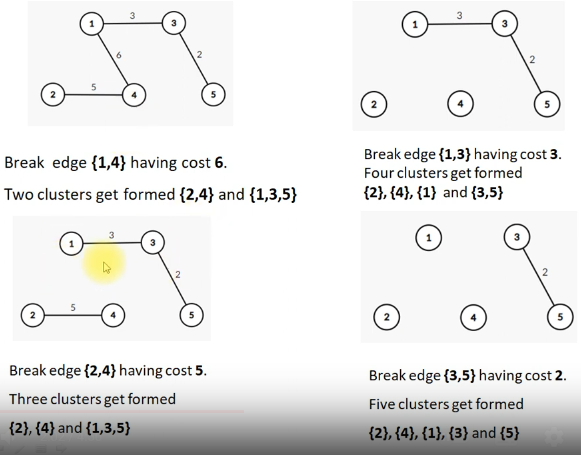 1 3 3
6 2
2 5 4 5
Break edge {1,4} having cost 6.
Two clusters get formed {2,4} and {1,3,5}
1 3 3
2
2 4 5
Break edge {1,3} having cost 3.
Four clusters get formed
{2}, {4}, {1} and {3,5}
1 3 3
2
2 5 4 5
Break edge {2,4} having cost 5.
Three clusters get formed
{2}, {4} and {1,3,5}
1 3
2
2 4 5
Break edge {3,5} having cost 2.
Five clusters get formed
{2}, {4}, {1}, {3} and {5}